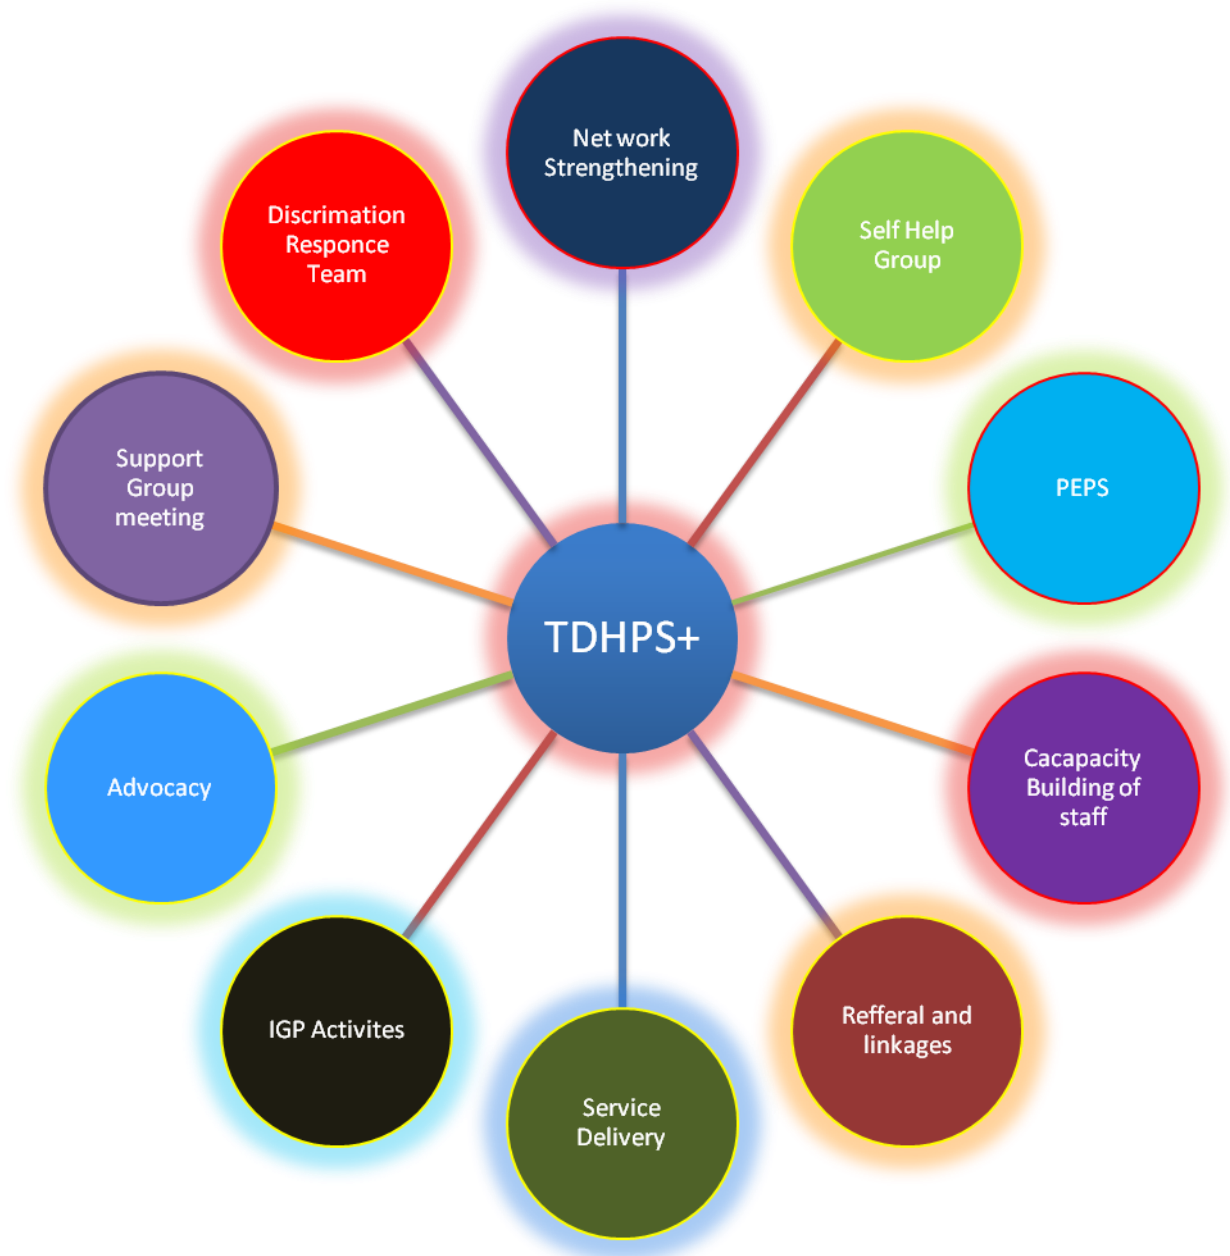 Net work
Strengthening
Self Help
Group
PEPS
Cacapacity
Building of
staff
Refferal and
linkages
Service
Delivery
IGP Activites
Advocacy
Support
Group
meeting
Discrimation
Responce
Team
TDHPS+